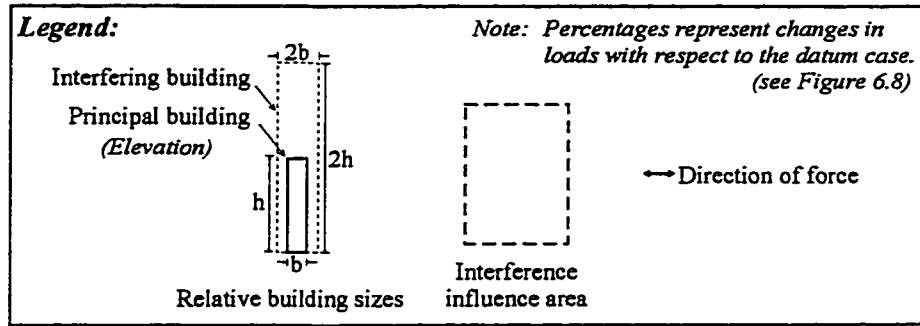 Legend:
Note: Percentages represent changes in
loads with respect to the datum case.
(see Figure 6.8)
2b
Interfering building
Principal building
(Elevation)
2h
h
b
Direction of force
Relative building sizes
Interference
influence area